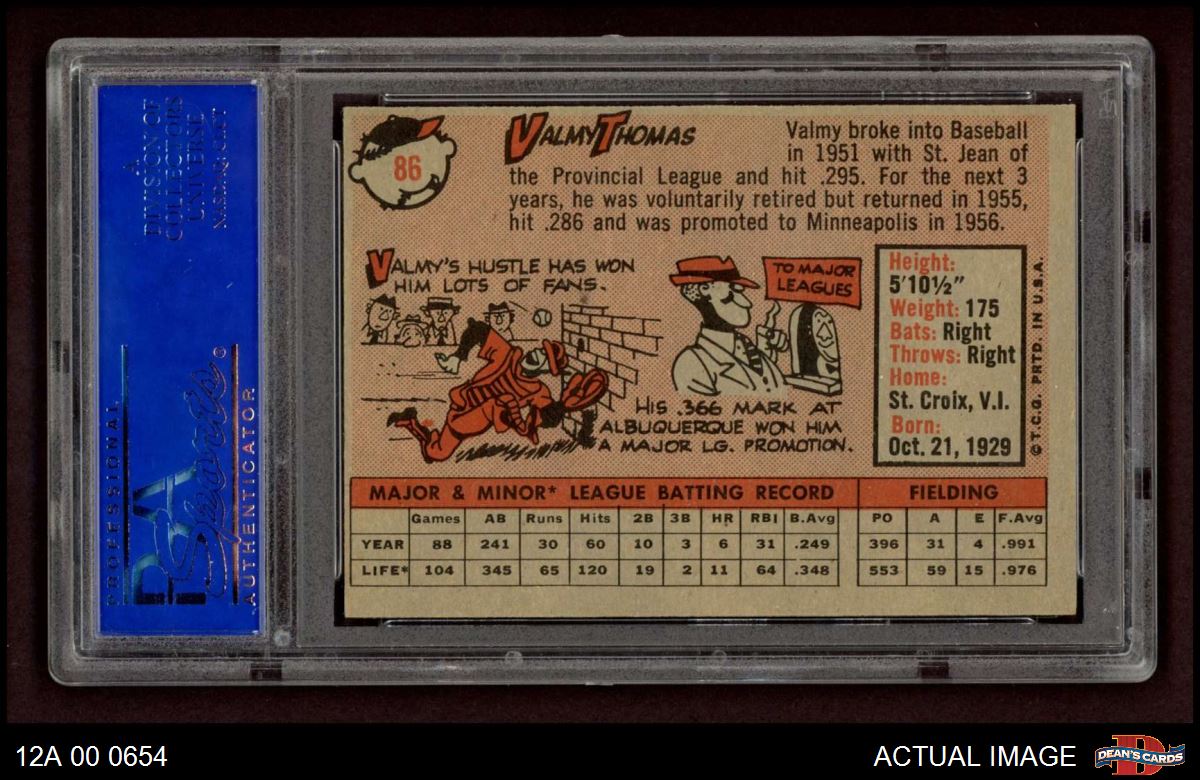 A
DIVISION OF
COLLECTORS
UNIVERSE
NASDAQ: CLCT
PROFESSIONAL
PSA
Sports
AUTHENTICATOR
®
86
VALMY THOMAS
Valmy broke into Baseball
in 1951 with St. Jean of
the Provincial League and hit .295. For the next 3
years, he was voluntarily retired but returned in 1955,
hit .286 and was promoted to Minneapolis in 1956.
VALMY'S HUSTLE HAS WON
HIM LOTS OF FANS.
TO MAJOR
LEAGUES
HIS .366 MARK AT
ALBUQUERQUE WON HIM
A MAJOR LG. PROMOTION.
Height:
5'10½"
Weight: 175
Bats: Right
Throws: Right
Home:
St. Croix, V.I.
Born:
Oct. 21, 1929
© T.C.G. PRTD. IN U.S.A.
MAJOR & MINOR* LEAGUE BATTING RECORD FIELDING
Games AB Runs Hits 2B 3B HR RBI B.Avg PO A E F.Avg
YEAR 88 241 30 60 10 3 6 31 .249 396 31 4 .991
LIFE* 104 345 65 120 19 2 11 64 .348 553 59 15 .976
12A 00 0654
ACTUAL IMAGE
DEAN'S CARDS